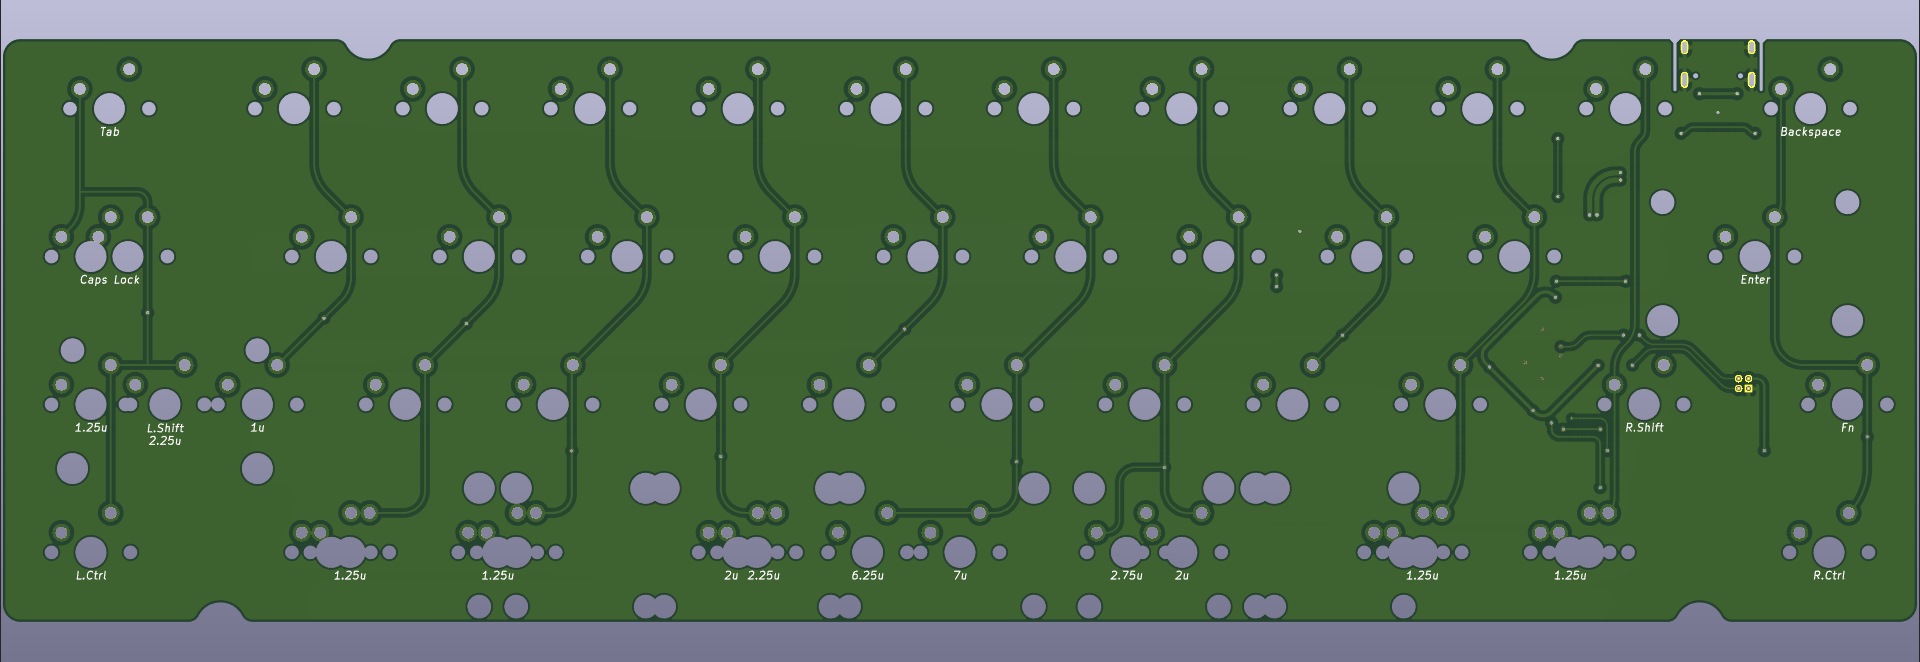 Tab
Backspace
Caps Lock
Enter
1.25u
L.Shift
2.25u
1u
R.Shift
Fn
L.Ctrl
1.25u
1.25u
2u 2.25u
6.25u
7u
2.75u
2u
1.25u
1.25u
R.Ctrl